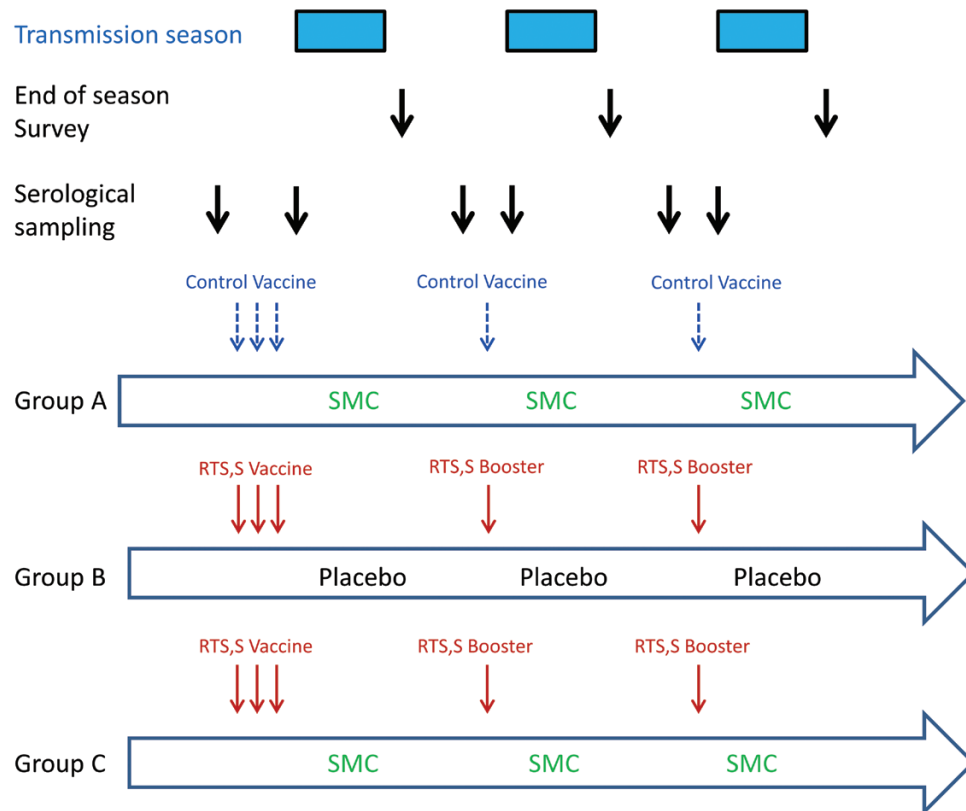 Transmission season
End of season
Survey
Serological
sampling
Control Vaccine Control Vaccine Control Vaccine
Group A SMC SMC SMC
RTS,S Vaccine RTS,S Booster RTS,S Booster
Group B Placebo Placebo Placebo
RTS,S Vaccine RTS,S Booster RTS,S Booster
Group C SMC SMC SMC